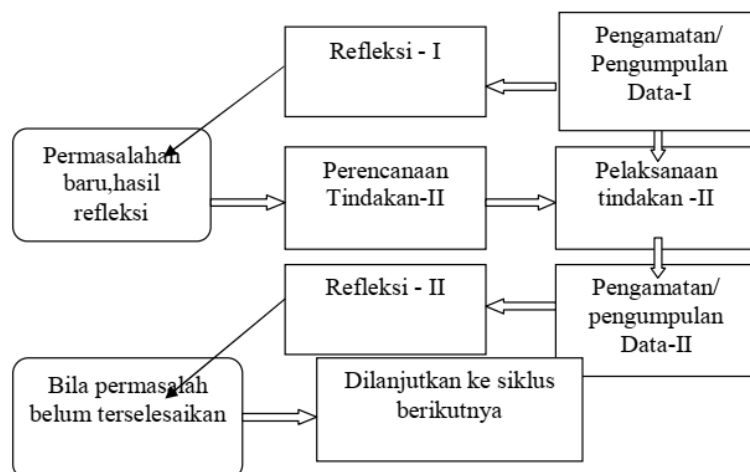 Refleksi - I
Pengamatan/
Pengumpulan
Data-I
Permasalahan
baru,hasil
refleksi
Perencanaan
Tindakan-II
Pelaksanaan
tindakan -II
Refleksi - II
Pengamatan/
pengumpulan
Data-II
Bila permasalah
belum terselesaikan
Dilanjutkan ke siklus
berikutnya